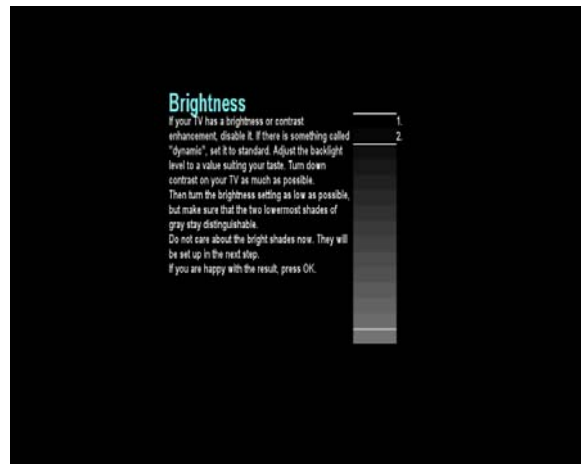 Brightness
If your TV has a brightness or contrast
enhancement, disable it. If there is something called
"dynamic", set it to standard. Adjust the backlight
level to a value suiting your taste. Turn down
contrast on your TV as much as possible.
Then turn the brightness setting as low as possible,
but make sure that the two lowermost shades of
gray stay distinguishable.
Do not care about the bright shades now. They will
be set up in the next step.
If you are happy with the result, press OK.
1.
2.